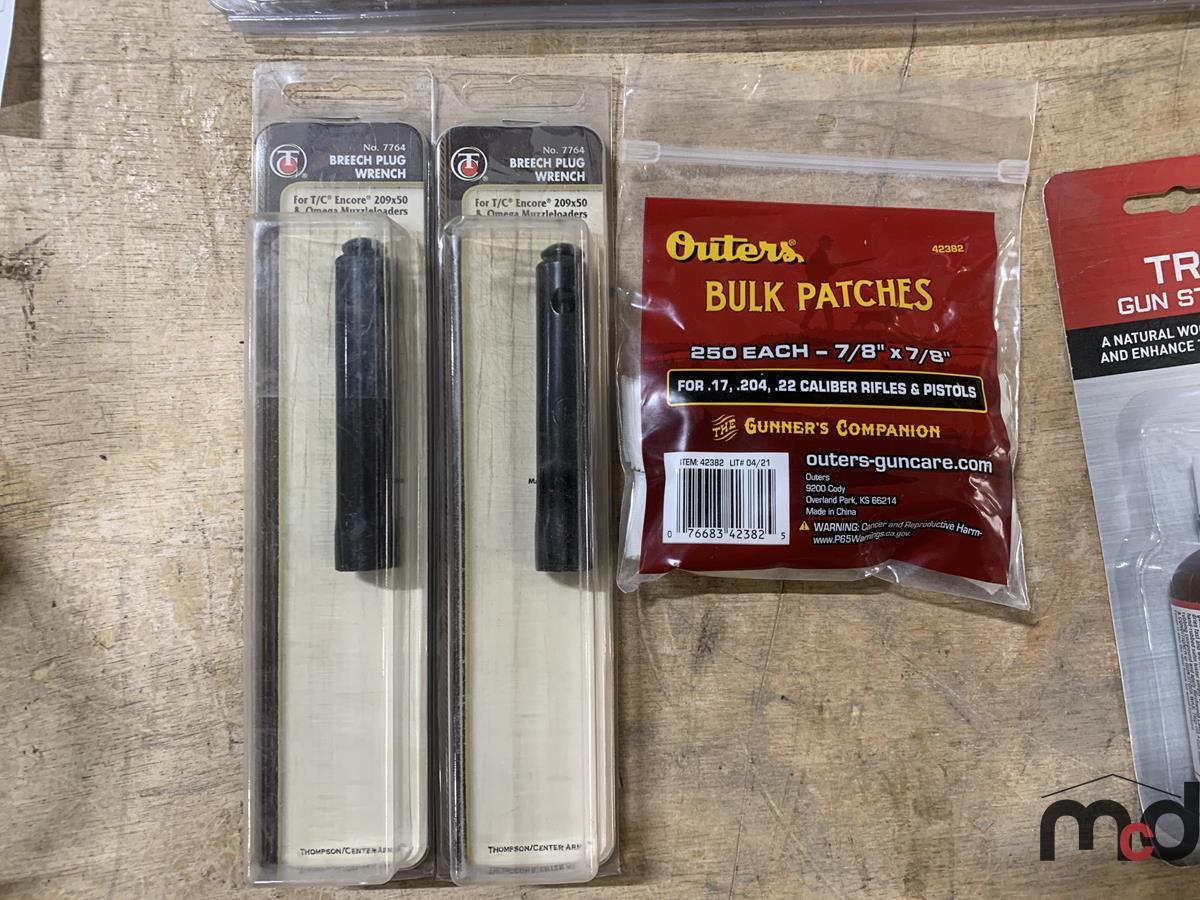 No. 7764
BREECH PLUG
WRENCH
For T/C® Encore® 209x50
& Omega Muzzleloaders
THOMPSON/CENTER ARM
No. 7764
BREECH PLUG
WRENCH
For T/C® Encore® 209x50
& Omega Muzzleloaders
MA
THOMPSON/CENTER ARM
Outers®
42382
BULK PATCHES
250 EACH – 7/8" x 7/8"
FOR .17, .204, .22 CALIBER RIFLES & PISTOLS
THE GUNNER'S COMPANION
ITEM: 42382 LIT# 04/21
0 76683 42382 5
outers-guncare.com
Outers
9200 Cody
Overland Park, KS 66214
Made in China
WARNING: Cancer and Reproductive Harm-
www.P65Warnings.ca.gov.
TR
GUN ST
A NATURAL WO
AND ENHANCE T
mcd